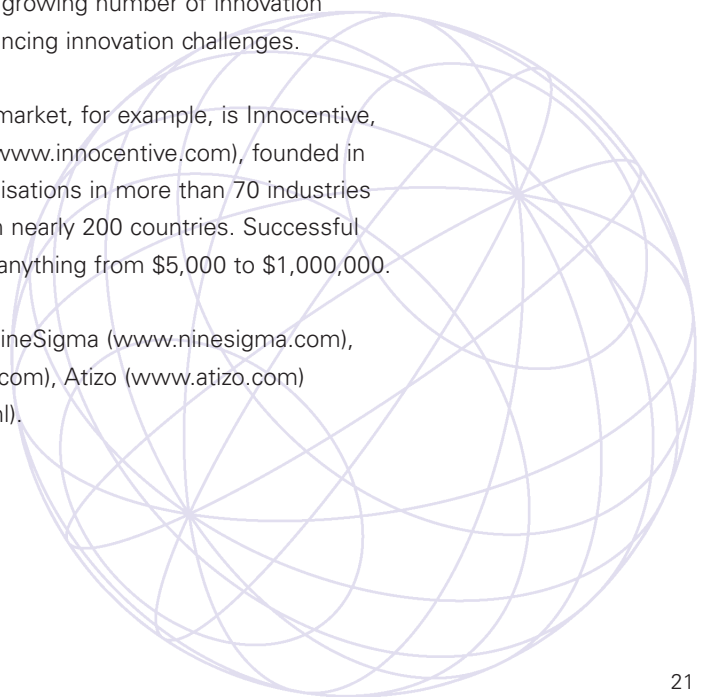 growing number of innovation
ncing innovation challenges.
market, for example, is Innocentive,
www.innocentive.com), founded in
isations in more than 70 industries
n nearly 200 countries. Successful
anything from $5,000 to $1,000,000.
ineSigma (www.ninesigma.com),
com), Atizo (www.atizo.com)
l).
21